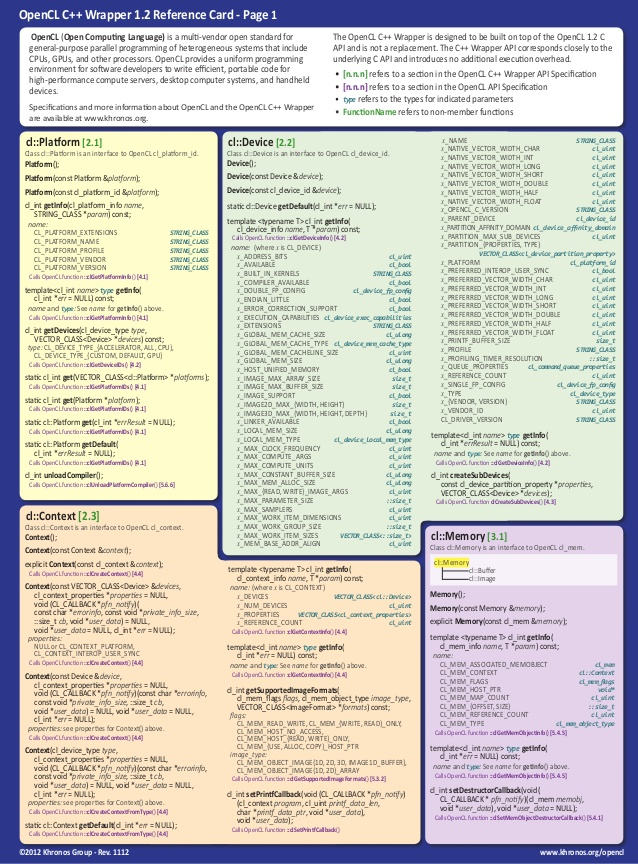 OpenCL C++ Wrapper 1.2 Reference Card - Page 1
OpenCL (Open Computing Language) is a multi-vendor open standard for
general-purpose parallel programming of heterogeneous systems that include
CPUs, GPUs, and other processors. OpenCL provides a uniform programming
environment for software developers to write efficient, portable code for
high-performance compute servers, desktop computer systems, and handheld
devices.
Specifications and more information about OpenCL and the OpenCL C++ Wrapper
are available at www.khronos.org.
The OpenCL C++ Wrapper is designed to be built on top of the OpenCL 1.2 C
API and is not a replacement. The C++ Wrapper API corresponds closely to the
underlying C API and introduces no additional execution overhead.
• [n.n.n] refers to a section in the OpenCL C++ Wrapper API Specification
• [n.n.n] refers to a section in the OpenCL API Specification
• type refers to the types for indicated parameters
• FunctionName refers to non-member functions
cl::Platform [2.1]
Class cl::Platform is an interface to OpenCL cl_platform_id.
Platform();
Platform(const Platform &platform);
Platform(const cl_platform_id &platform);
cl_int getInfo(cl_platform_info name,
STRING_CLASS *param) const;
name:
CL_PLATFORM_EXTENSIONS STRING_CLASS
CL_PLATFORM_NAME STRING_CLASS
CL_PLATFORM_PROFILE STRING_CLASS
CL_PLATFORM_VENDOR STRING_CLASS
CL_PLATFORM_VERSION STRING_CLASS
Calls OpenCL function ::clGetPlatformInfo() [4.1]
template<cl_int name> type getInfo(
cl_int *err = NULL) const;
name and type: See name for getInfo() above.
Calls OpenCL function ::clGetPlatformInfo() [4.1]
cl_int getDevices(cl_device_type type,
VECTOR_CLASS<Device> *devices) const;
type: CL_DEVICE_TYPE_{ACCELERATOR, ALL, CPU},
CL_DEVICE_TYPE_{CUSTOM, DEFAULT, GPU}
Calls OpenCL function ::clGetDeviceIDs() [4.2]
static cl_int get(VECTOR_CLASS<cl::Platform> *platforms);
Calls OpenCL function ::clGetPlatformIDs() [4.1]
static cl_int get(Platform *platform);
Calls OpenCL function ::clGetPlatformIDs() [4.1]
static cl::Platform get(cl_int *errResult = NULL);
Calls OpenCL function ::clGetPlatformIDs() [4.1]
static cl::Platform getDefault(
cl_int *errResult = NULL);
Calls OpenCL function ::clGetPlatformIDs() [4.1]
cl_int unloadCompiler();
Calls OpenCL function ::clUnloadPlatformCompiler() [5.6.6]
cl::Device [2.2]
Class cl::Device is an interface to OpenCL cl_device_id.
Device();
Device(const Device &device);
Device(const cl_device_id &device);
static cl::Device getDefault(cl_int *err = NULL);
template <typename T> cl_int getInfo(
cl_device_info name, T *param) const;
Calls OpenCL function ::clGetDeviceInfo() [4.2]
name: (where x is CL_DEVICE)
x_ADDRESS_BITS cl_uint
x_AVAILABLE cl_bool
x_BUILT_IN_KERNELS STRING_CLASS
x_COMPILER_AVAILABLE cl_bool
x_DOUBLE_FP_CONFIG cl_device_fp_config
x_ENDIAN_LITTLE cl_bool
x_ERROR_CORRECTION_SUPPORT cl_bool
x_EXECUTION_CAPABILITIES cl_device_exec_capabilities
x_EXTENSIONS STRING_CLASS
x_GLOBAL_MEM_CACHE_SIZE cl_ulong
x_GLOBAL_MEM_CACHE_TYPE cl_device_mem_cache_type
x_GLOBAL_MEM_CACHELINE_SIZE cl_uint
x_GLOBAL_MEM_SIZE cl_ulong
x_HOST_UNIFIED_MEMORY cl_bool
x_IMAGE_MAX_ARRAY_SIZE size_t
x_IMAGE_MAX_BUFFER_SIZE size_t
x_IMAGE_SUPPORT cl_bool
x_IMAGE2D_MAX_{WIDTH, HEIGHT} size_t
x_IMAGE3D_MAX_{WIDTH, HEIGHT, DEPTH} size_t
x_LINKER_AVAILABLE cl_bool
x_LOCAL_MEM_SIZE cl_ulong
x_LOCAL_MEM_TYPE cl_device_local_mem_type
x_MAX_CLOCK_FREQUENCY cl_uint
x_MAX_COMPUTE_ARGS cl_uint
x_MAX_COMPUTE_UNITS cl_uint
x_MAX_CONSTANT_BUFFER_SIZE cl_ulong
x_MAX_MEM_ALLOC_SIZE cl_ulong
x_MAX_{READ, WRITE}_IMAGE_ARGS cl_uint
x_MAX_PARAMETER_SIZE ::size_t
x_MAX_SAMPLERS cl_uint
x_MAX_WORK_ITEM_DIMENSIONS cl_uint
x_MAX_WORK_GROUP_SIZE ::size_t
x_MAX_WORK_ITEM_SIZES VECTOR_CLASS<::size_t>
x_MEM_BASE_ADDR_ALIGN cl_uint
x_NAME STRING_CLASS
x_NATIVE_VECTOR_WIDTH_CHAR cl_uint
x_NATIVE_VECTOR_WIDTH_INT cl_uint
x_NATIVE_VECTOR_WIDTH_LONG cl_uint
x_NATIVE_VECTOR_WIDTH_SHORT cl_uint
x_NATIVE_VECTOR_WIDTH_DOUBLE cl_uint
x_NATIVE_VECTOR_WIDTH_HALF cl_uint
x_NATIVE_VECTOR_WIDTH_FLOAT cl_uint
x_OPENCL_C_VERSION STRING_CLASS
x_PARENT_DEVICE cl_device_id
x_PARTITION_AFFINITY_DOMAIN cl_device_affinity_domain
x_PARTITION_MAX_SUB_DEVICES cl_uint
x_PARTITION_{PROPERTIES, TYPE}
VECTOR_CLASS<cl_device_partition_property>
x_PLATFORM cl_platform_id
x_PREFERRED_INTEROP_USER_SYNC cl_bool
x_PREFERRED_VECTOR_WIDTH_CHAR cl_uint
x_PREFERRED_VECTOR_WIDTH_INT cl_uint
x_PREFERRED_VECTOR_WIDTH_LONG cl_uint
x_PREFERRED_VECTOR_WIDTH_SHORT cl_uint
x_PREFERRED_VECTOR_WIDTH_DOUBLE cl_uint
x_PREFERRED_VECTOR_WIDTH_HALF cl_uint
x_PREFERRED_VECTOR_WIDTH_FLOAT cl_uint
x_PRINTF_BUFFER_SIZE size_t
x_PROFILE STRING_CLASS
x_PROFILING_TIMER_RESOLUTION ::size_t
x_QUEUE_PROPERTIES cl_command_queue_properties
x_REFERENCE_COUNT cl_uint
x_SINGLE_FP_CONFIG cl_device_fp_config
x_TYPE cl_device_type
x_{VENDOR, VERSION} STRING_CLASS
x_VENDOR_ID cl_uint
CL_DRIVER_VERSION STRING_CLASS
template<cl_int name> type getInfo(
cl_int *errResult = NULL) const;
name and type: See name for getInfo() above.
Calls OpenCL function ::clGetDeviceInfo() [4.2]
cl_int createSubDevices(
const cl_device_partition_property *properties,
VECTOR_CLASS<Device> *devices);
Calls OpenCL function clCreateSubDevices() [4.3]
cl::Context [2.3]
Class cl::Context is an interface to OpenCL cl_context.
Context();
Context(const Context &context);
explicit Context(const cl_context &context);
Calls OpenCL function ::clCreateContext() [4.4]
Context(const VECTOR_CLASS<Device> &devices,
cl_context_properties *properties = NULL,
void (CL_CALLBACK *pfn_notify)(
const char *errorinfo, const void *private_info_size,
::size_t cb, void *user_data) = NULL,
void *user_data = NULL, cl_int *err = NULL);
properties:
NULL or CL_CONTEXT_PLATFORM,
CL_CONTEXT_INTEROP_USER_SYNC
Calls OpenCL function ::clCreateContext() [4.4]
Context(const Device &device,
cl_context_properties *properties = NULL,
void (CL_CALLBACK *pfn_notify)(const char *errorinfo,
const void *private_info_size, ::size_t cb,
void *user_data) = NULL, void *user_data = NULL,
cl_int *err = NULL);
properties: see properties for Context() above.
Calls OpenCL function ::clCreateContext() [4.4]
Context(cl_device_type type,
cl_context_properties *properties = NULL,
void (CL_CALLBACK *pfn_notify)(const char *errorinfo,
const void *private_info_size, ::size_t cb,
void *user_data) = NULL, void *user_data = NULL,
cl_int *err = NULL);
properties: see properties for Context() above.
Calls OpenCL function ::clCreateContextFromType() [4.4]
static cl::Context getDefault(cl_int *err = NULL);
Calls OpenCL function ::clCreateContextFromType() [4.4]
template <typename T> cl_int getInfo(
cl_context_info name, T *param) const;
name: (where x is CL_CONTEXT)
x_DEVICES VECTOR_CLASS<cl::Device>
x_NUM_DEVICES cl_uint
x_PROPERTIES VECTOR_CLASS<cl_context_properties>
x_REFERENCE_COUNT cl_uint
Calls OpenCL function ::clGetContextInfo() [4.4]
template<cl_int name> type getInfo(
cl_int *err = NULL) const;
name and type: See name for getInfo() above.
Calls OpenCL function ::clGetContextInfo() [4.4]
cl_int getSupportedImageFormats(
cl_mem_flags flags, cl_mem_object_type image_type,
VECTOR_CLASS<ImageFormat> *formats) const;
flags:
CL_MEM_READ_WRITE, CL_MEM_{WRITE, READ}_ONLY,
CL_MEM_HOST_NO_ACCESS,
CL_MEM_HOST_{READ, WRITE}_ONLY,
CL_MEM_{USE, ALLOC, COPY}_HOST_PTR
image_type:
CL_MEM_OBJECT_IMAGE{1D, 2D, 3D, IMAGE1D_BUFFER},
CL_MEM_OBJECT_IMAGE{1D, 2D}_ARRAY
Calls OpenCL function ::clGetSupportedImageFormats() [5.3.2]
cl_int setPrintfCallback(void (CL_CALLBACK *pfn_notify)
(cl_context program, cl_uint printf_data_len,
char *printf_data_ptr, void *user_data),
void *user_data);
Calls OpenCL function ::clSetPrintfCallback()
cl::Memory [3.1]
Class cl::Memory is an interface to OpenCL cl_mem.
cl::Memory
cl::Buffer
cl::Image
Memory();
Memory(const Memory &memory);
explicit Memory(const cl_mem &memory);
template <typename T> cl_int getInfo(
cl_mem_info name, T *param) const;
name:
CL_MEM_ASSOCIATED_MEMOBJECT cl_mem
CL_MEM_CONTEXT cl::Context
CL_MEM_FLAGS cl_mem_flags
CL_MEM_HOST_PTR void*
CL_MEM_MAP_COUNT cl_uint
CL_MEM_{OFFSET, SIZE} ::size_t
CL_MEM_REFERENCE_COUNT cl_uint
CL_MEM_TYPE cl_mem_object_type
Calls OpenCL function ::clGetMemObjectInfo() [5.4.5]
template<cl_int name> type getInfo(
cl_int *err = NULL) const;
name and type: See name for getInfo() above.
Calls OpenCL function ::clGetMemObjectInfo() [5.4.5]
cl_int setDestructorCallback(void(
CL_CALLBACK *pfn_notify)(cl_mem memobj,
void *user_data), void *user_data = NULL);
Calls OpenCL function ::clSetMemObjectDestructorCallback() [5.4.1]
©2012 Khronos Group - Rev. 1112
www.khronos.org/opencl